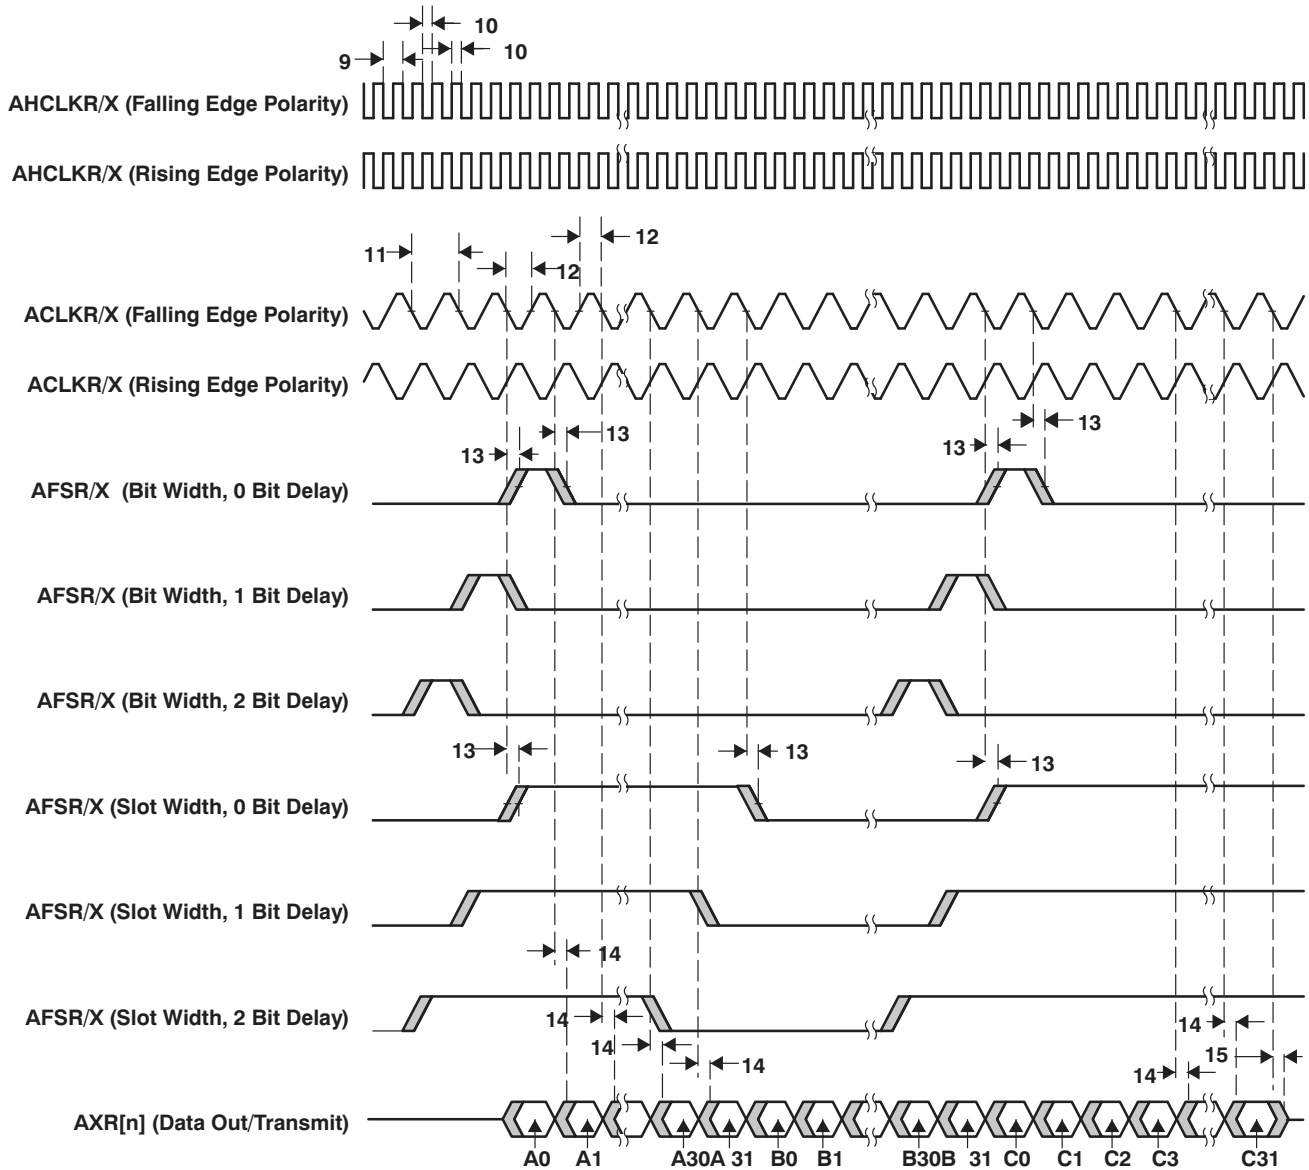 10
10
9
AHCLKR/X (Falling Edge Polarity)
AHCLKR/X (Rising Edge Polarity)
12
11
12
ACLKR/X (Falling Edge Polarity)
ACLKR/X (Rising Edge Polarity)
13 13 13 13
AFSR/X (Bit Width, 0 Bit Delay)
AFSR/X (Bit Width, 1 Bit Delay)
AFSR/X (Bit Width, 2 Bit Delay)
13 13 13
AFSR/X (Slot Width, 0 Bit Delay)
AFSR/X (Slot Width, 1 Bit Delay)
14
AFSR/X (Slot Width, 2 Bit Delay)
14 14
14 15
14 14
AXR[n] (Data Out/Transmit)
A0 A1 A30A 31 B0 B1 B30B 31 C0 C1 C2 C3 C31